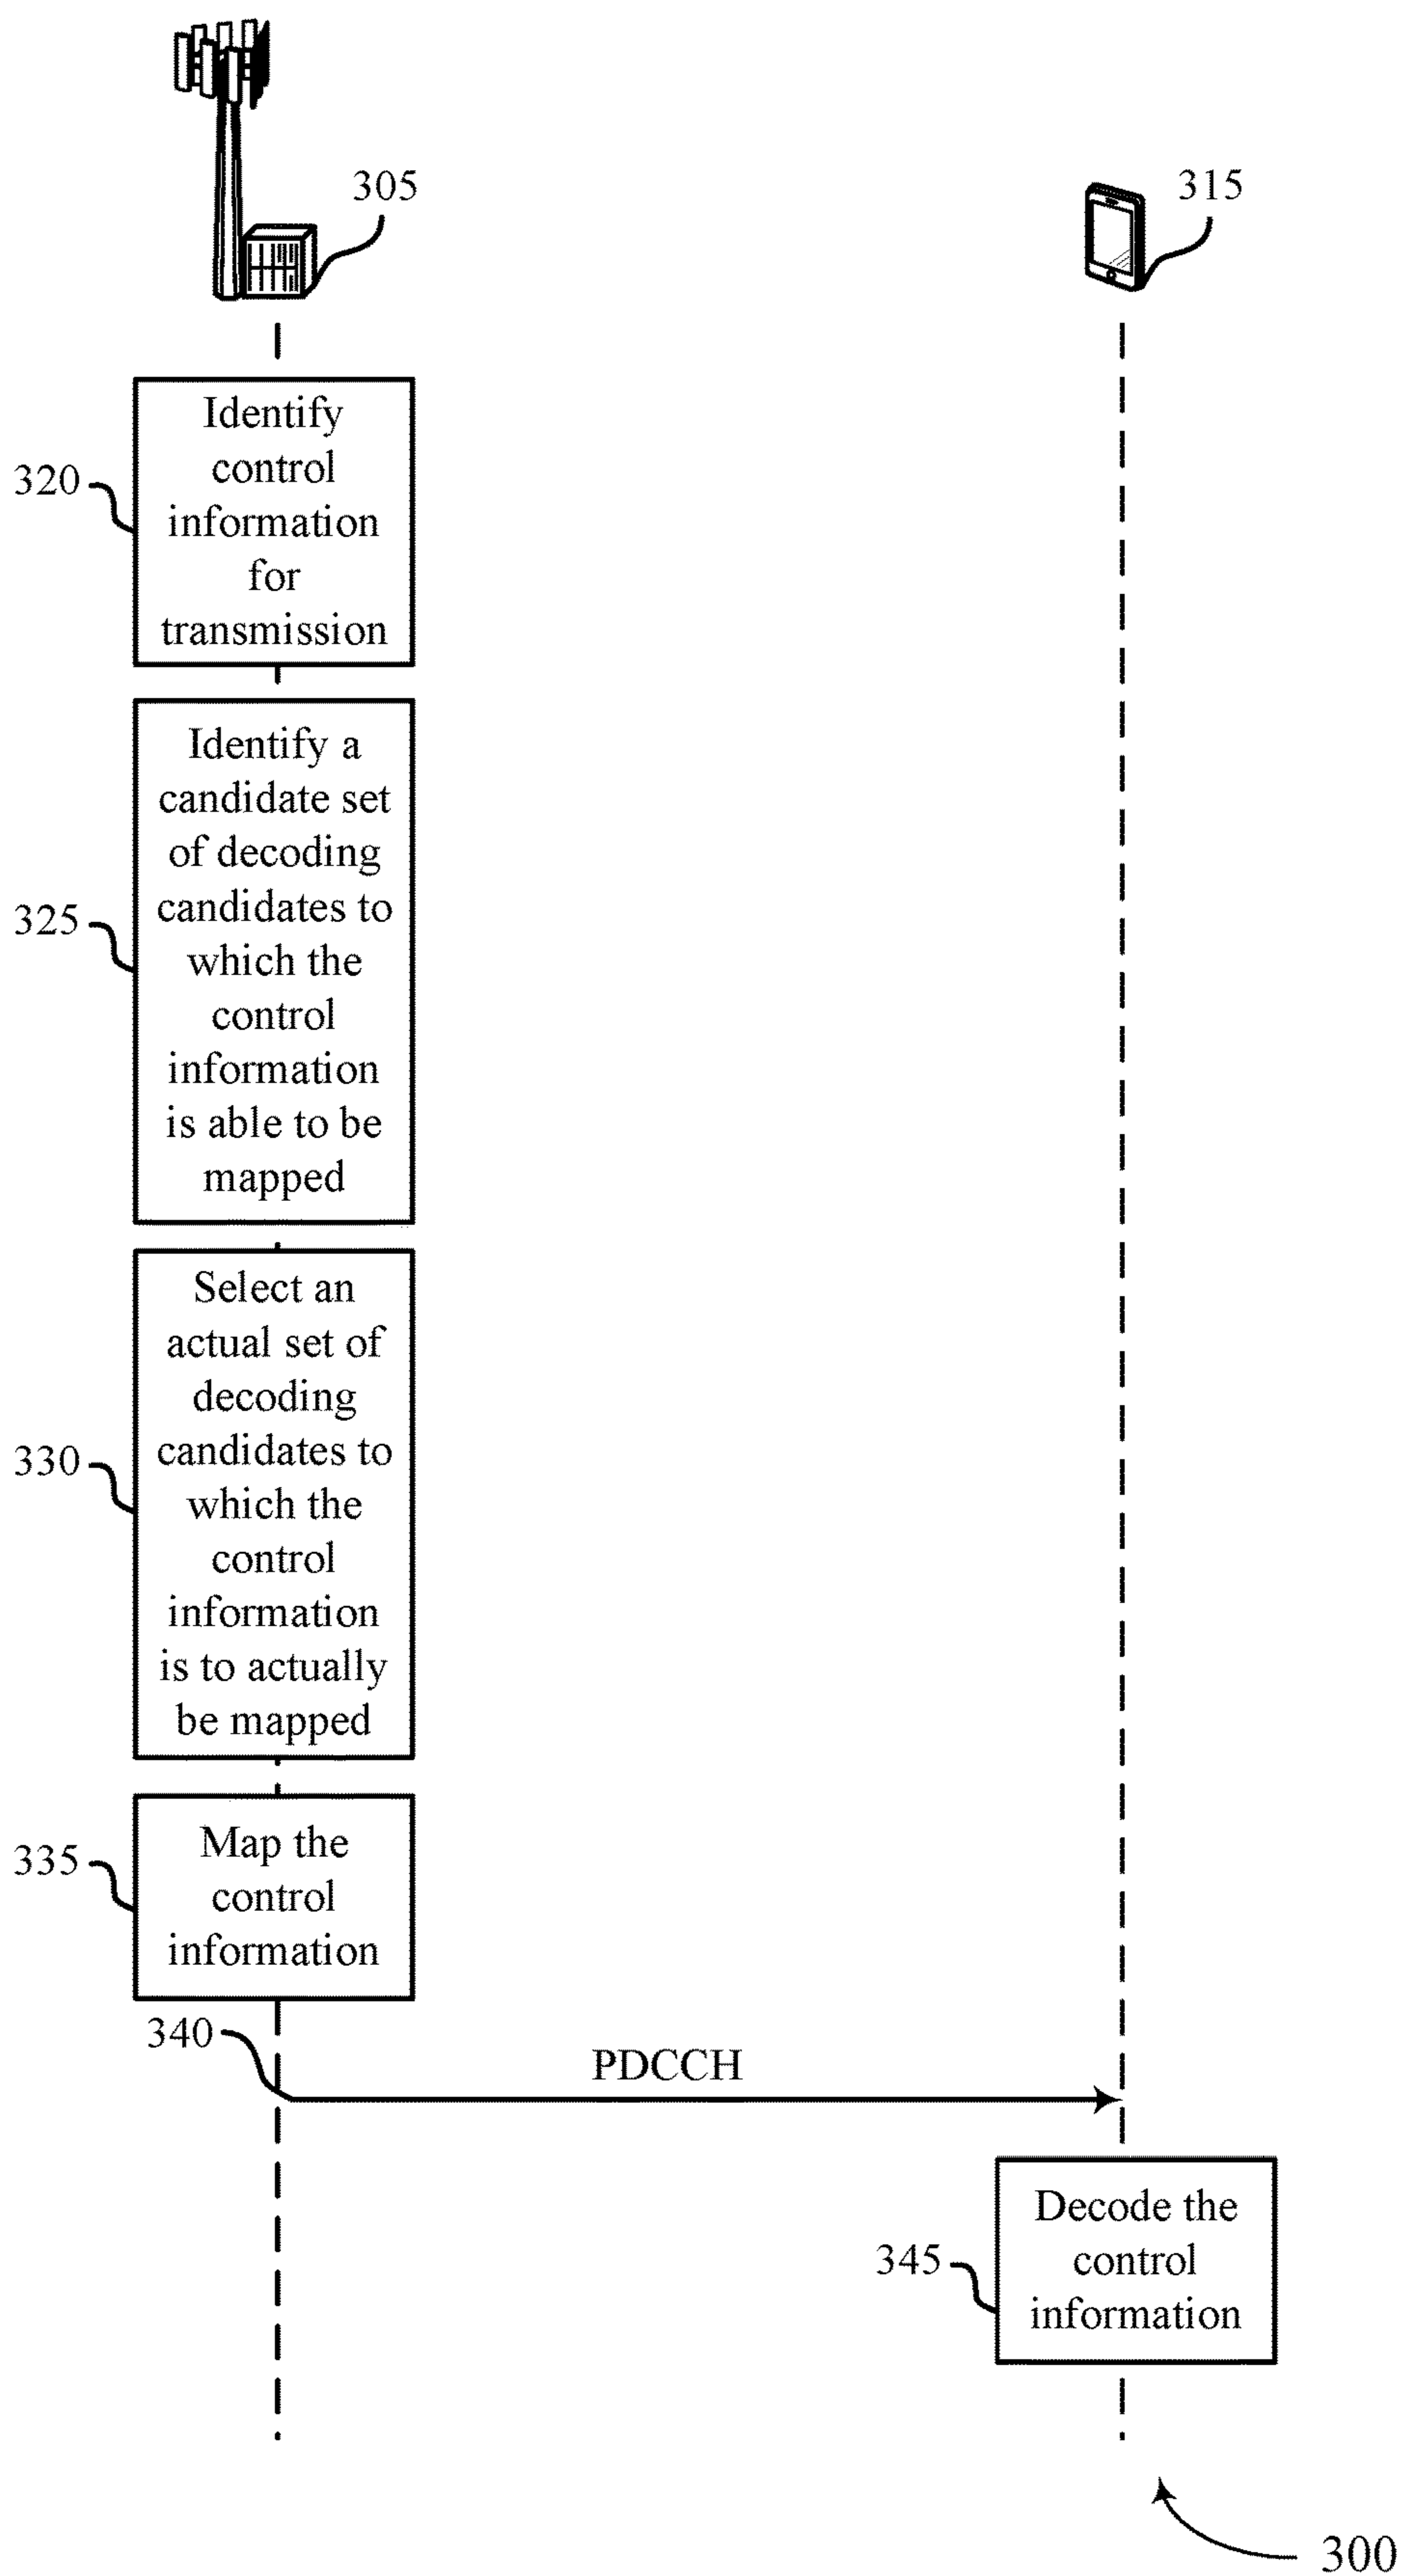 305
315
320
Identify
control
information
for
transmission
325
Identify a
candidate set
of decoding
candidates to
which the
control
information
is able to be
mapped
330
Select an
actual set of
decoding
candidates to
which the
control
information
is to actually
be mapped
335
Map the
control
information
340
PDCCH
345
Decode the
control
information
300